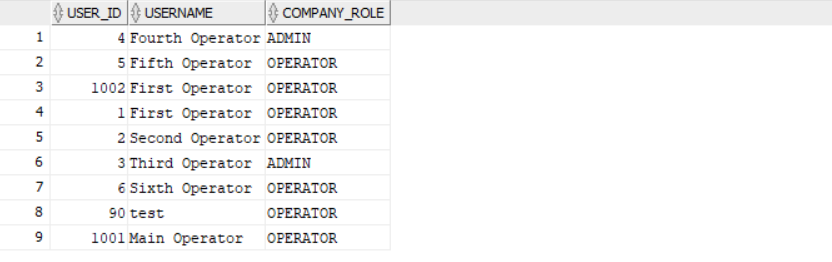 USER_ID USERNAME COMPANY_ROLE
1 4 Fourth Operator ADMIN
2 5 Fifth Operator OPERATOR
3 1002 First Operator OPERATOR
4 1 First Operator OPERATOR
5 2 Second Operator OPERATOR
6 3 Third Operator ADMIN
7 6 Sixth Operator OPERATOR
8 90 test OPERATOR
9 1001 Main Operator OPERATOR